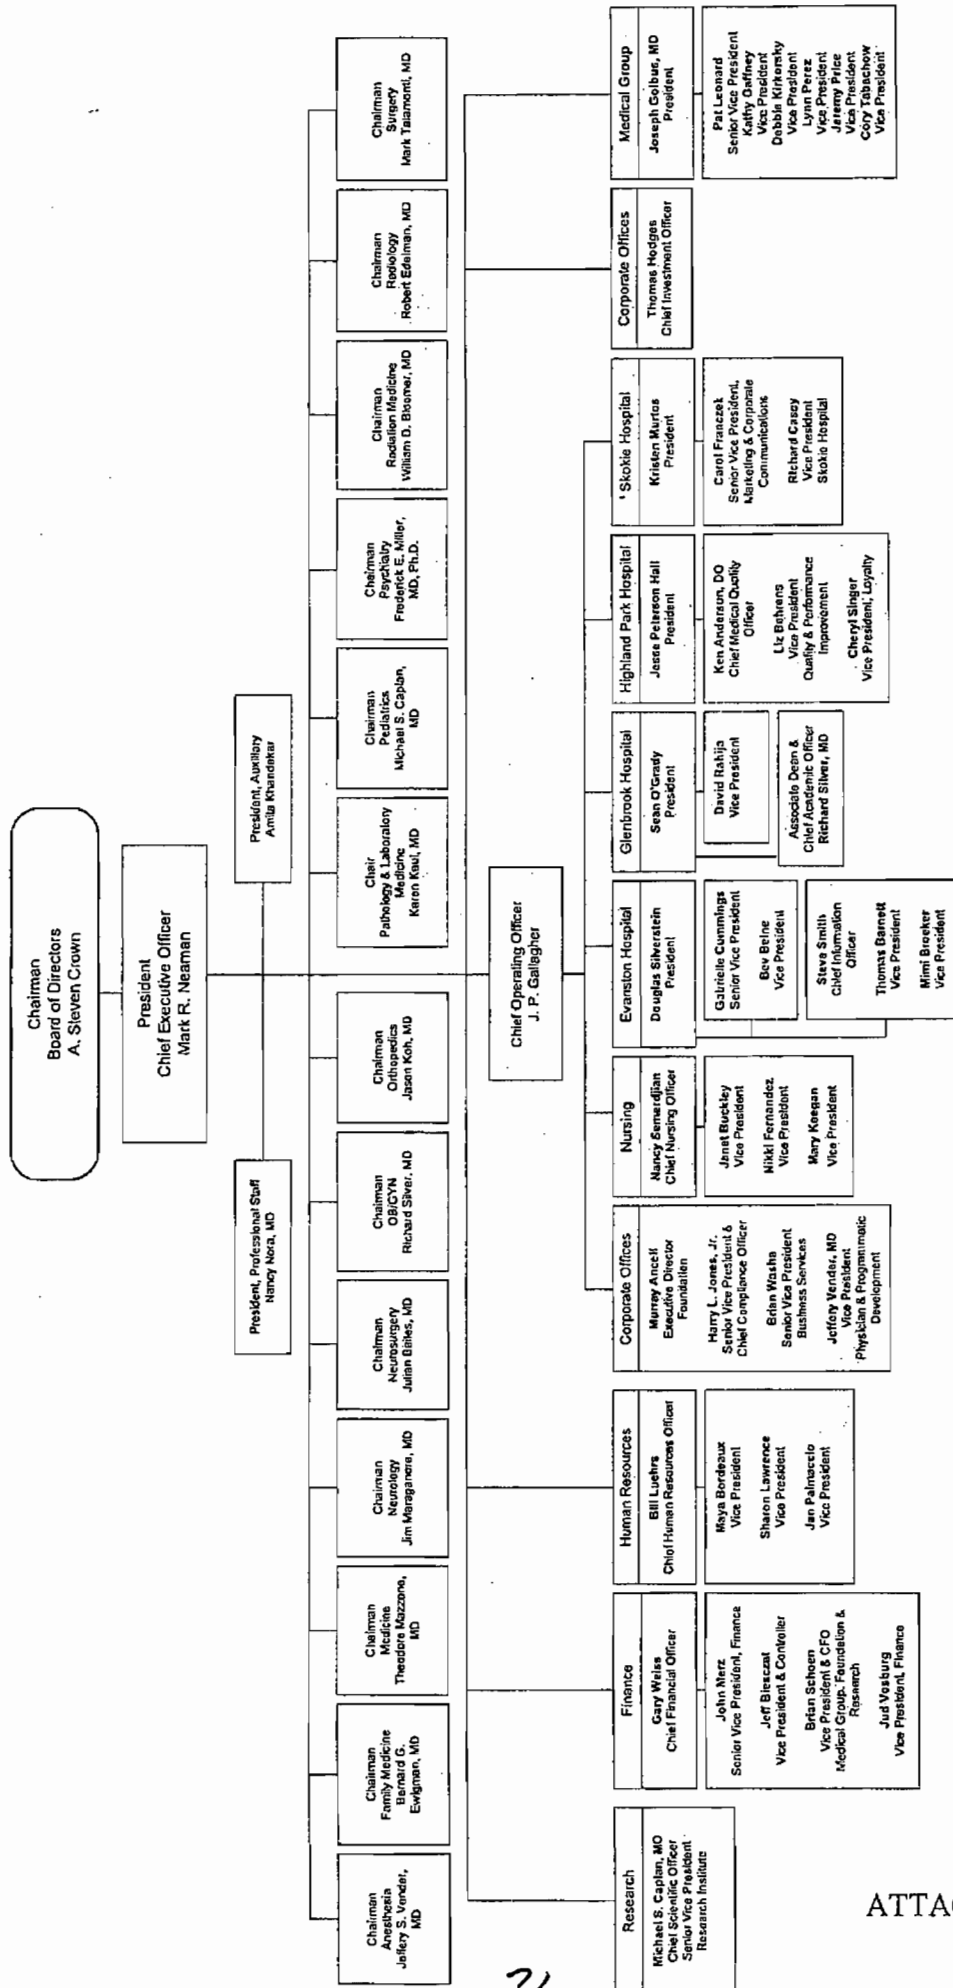 Chairman
Board of Directors
A. Steven Crown
President
Chief Executive Officer
Mark R. Neaman
President, Professional Staff
Nancy Nora, MD
President, Auxiliary
Amita Khandekar
Chairman
Anesthesia
Jeffery S. Vender,
MD
Chairman
Family Medicine
Bernard G.
Ewigman, MD
Chairman
Medicine
Theodore Mazzone,
MD
Chairman
Neurology
Jim Maraganore, MD
Chairman
Neurosurgery
Julian Bailes, MD
Chairman
OB/GYN
Richard Silver, MD
Chairman
Orthopedics
Jason Koh, MD
Chair
Pathology & Laboratory
Medicine
Karen Kaul, MD
Chairman
Pediatrics
Michael S. Caplan,
MD
Chairman
Psychiatry
Frederick E. Miller,
MD, Ph.D.
Chairman
Radiation Medicine
William D. Bloomer, MD
Chairman
Radiology
Robert Edelman, MD
Chairman
Surgery
Mark Talamonti, MD
Chief Operating Officer
J. P. Gallagher
Research
Michael S. Caplan, MD
Chief Scientific Officer
Senior Vice President
Research Institute
Finance
Gary Weiss
Chief Financial Officer
John Merz
Senior Vice President, Finance
Jeff Biesczat
Vice President & Controller
Brian Schoen
Vice President & CFO
Medical Group, Foundation &
Research
Jud Vosburg
Vice President, Finance
Human Resources
Bill Luehrs
Chief Human Resources Officer
Maya Bordeaux
Vice President
Sharon Lawrence
Vice President
Jan Palmaccio
Vice President
Corporate Offices
Murray Ancell
Executive Director
Foundation
Harry L. Jones, Jr.
Senior Vice President &
Chief Compliance Officer
Brian Washa
Senior Vice President
Business Services
Jeffery Vender, MD
Vice President
Physician & Programmatic
Development
Nursing
Nancy Semerdjian
Chief Nursing Officer
Janet Buckley
Vice President
Nikki Fernandez
Vice President
Mary Keegan
Vice President
Evanston Hospital
Douglas Silverstein
President
Gabrielle Cummings
Senior Vice President
Bev Beine
Vice President
Steve Smith
Chief Information
Officer
Thomas Barnett
Vice President
Mimi Broeker
Vice President
Glenbrook Hospital
Sean O'Grady
President
David Rahija
Vice President
Associate Dean &
Chief Academic Officer
Richard Silver, MD
Highland Park Hospital
Jesse Peterson Hall
President
Ken Anderson, DO
Chief Medical Quality
Officer
Liz Behrens
Vice President
Quality & Performance
Improvement
Cheryl Singer
Vice President, Loyalty
Skokie Hospital
Kristen Murtos
President
Carol Franczek
Senior Vice President,
Marketing & Corporate
Communications
Richard Casey
Vice President
Skokie Hospital
Corporate Offices
Thomas Hodges
Chief Investment Officer
Medical Group
Joseph Golbus, MD
President
Pat Leonard
Senior Vice President
Kathy Gaffney
Vice President
Debbie Kirkorsky
Vice President
Lynn Perez
Vice President
Jeremy Price
Vice President
Cory Tabachow
Vice President
ATTA